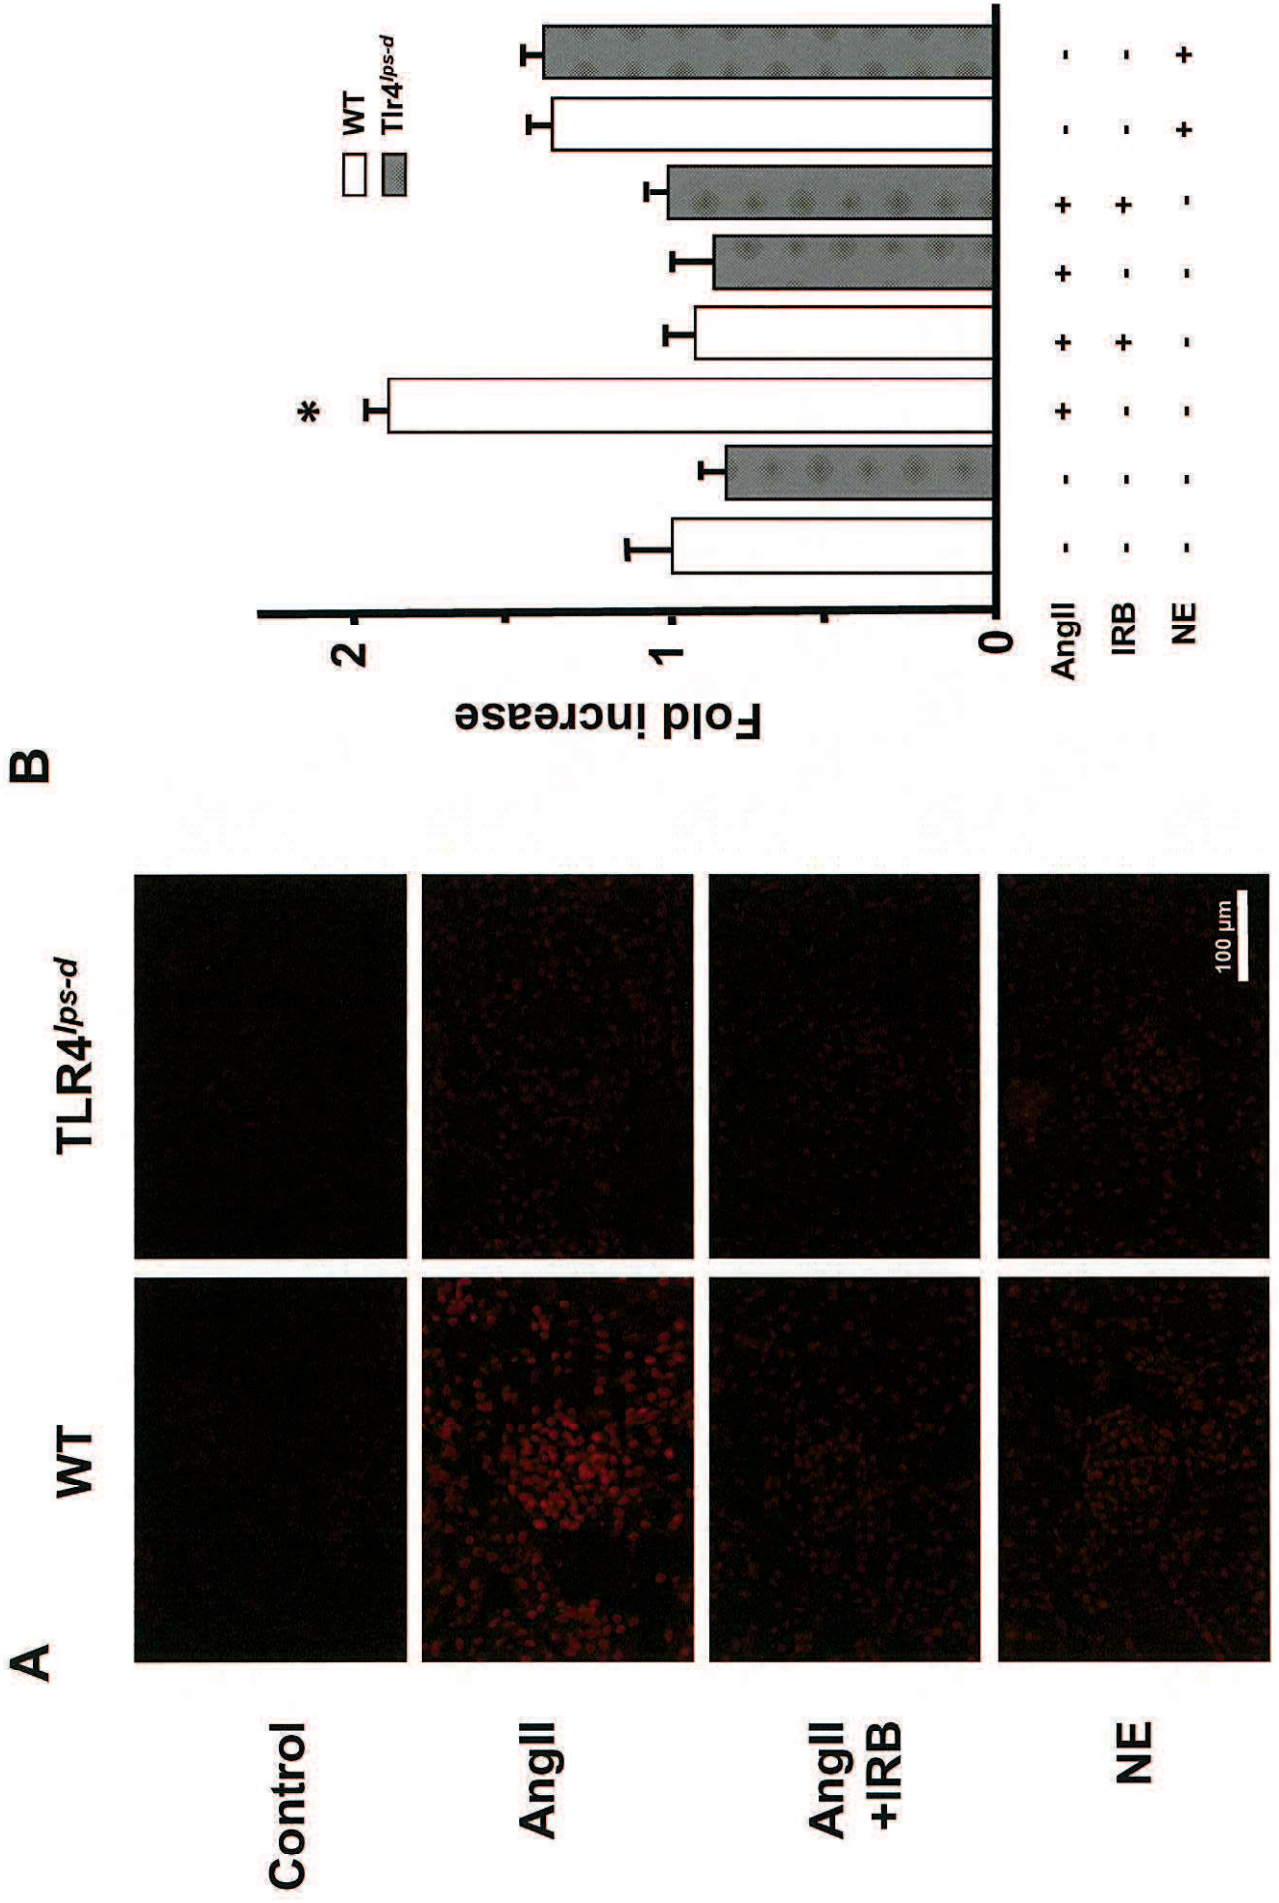 A
WT
TLR4lps-d
Control
AngII
AngII
+IRB
NE
100 µm
B
WT
Tlr4lps-d
*
Fold increase
2
1
0
AngII - - + + + + - -
IRB - - - + - + - -
NE - - - - - - + +